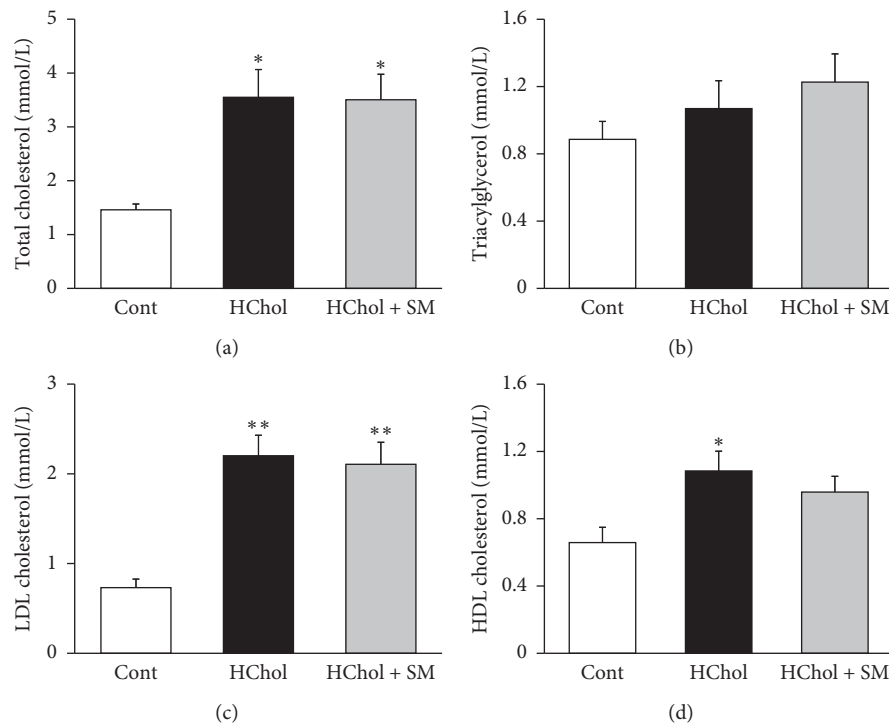 Total cholesterol (mmol/L)
5
4
3
2
1
0
*
*
Cont
HChol
HChol + SM
(a)
Triacylglycerol (mmol/L)
1.6
1.2
0.8
0.4
0
Cont
HChol
HChol + SM
(b)
LDL cholesterol (mmol/L)
3
2
1
0
**
**
Cont
HChol
HChol + SM
(c)
HDL cholesterol (mmol/L)
1.6
1.2
0.8
0.4
0
*
Cont
HChol
HChol + SM
(d)